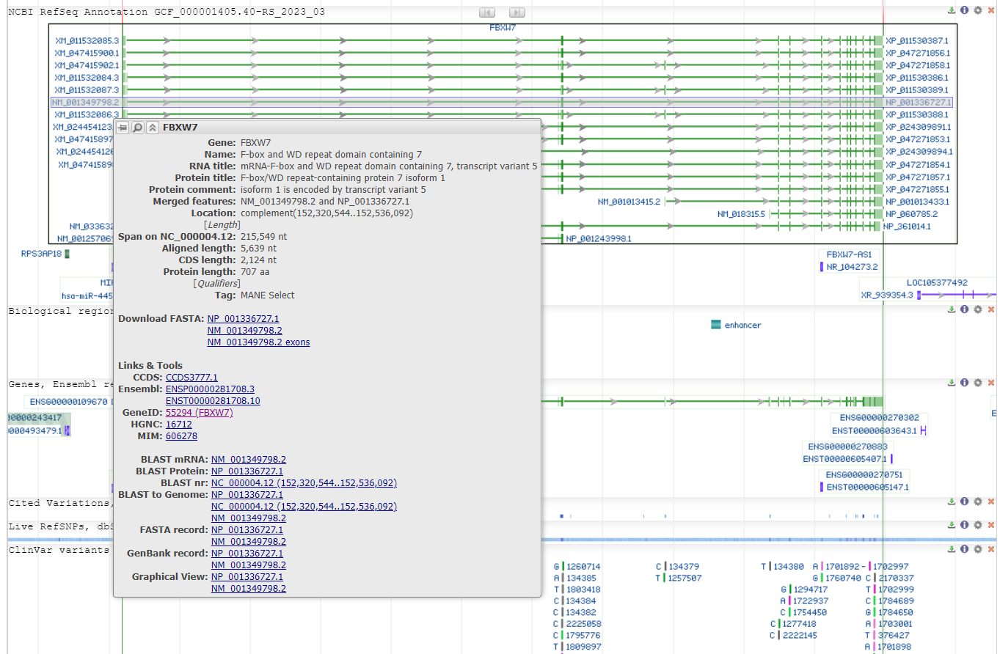 NCBI RefSeq Annotation GCF_000001405.40-RS_2023_03
FBXW7
XM_011532085.3 XP_011530387.1
XM_047415900.1 XP_047271856.1
XM_047415902.1 XP_047271858.1
XM_011532084.3 XP_011530386.1
XM_011532087.3 XP_011530389.1
NM_001349798.2 NP_001336727.1
XM_011532086.3 XP_011530388.1
XM_024454123 XP_024309891.1
XM_047415897 XP_047271853.1
XM_024454126 XP_024309894.1
XM_04741589 XP_047271854.1
XP_047271857.1
XP_047271855.1
NM_001013415.2 NP_001013433.1
NM_018315.5 NP_060785.2
NM_03363 NP_361014.1
NM_00125706 NP_001243998.1
FBXW7
Gene: FBXW7
Name: F-box and WD repeat domain containing 7
RNA title: mRNA-F-box and WD repeat domain containing 7, transcript variant 5
Protein title: F-box/WD repeat-containing protein 7 isoform 1
Protein comment: isoform 1 is encoded by transcript variant 5
Merged features: NM_001349798.2 and NP_001336727.1
Location: complement(152,320,544..152,536,092)
[Length]
Span on NC_000004.12: 215,549 nt
Aligned length: 5,639 nt
CDS length: 2,124 nt
Protein length: 707 aa
[Qualifiers]
Tag: MANE Select
Download FASTA: NP_001336727.1
NM_001349798.2
NM_001349798.2 exons
Links & Tools
CCDS: CCDS3777.1
Ensembl: ENSP00000281708.3
ENST00000281708.10
GeneID: 55294 (FBXW7)
HGNC: 16712
MIM: 606278
BLAST mRNA: NM_001349798.2
BLAST Protein: NP_001336727.1
BLAST nr: NC_000004.12 (152,320,544..152,536,092)
BLAST to Genome: NP_001336727.1
NC_000004.12 (152,320,544..152,536,092)
NM_001349798.2
FASTA record: NP_001336727.1
NM_001349798.2
GenBank record: NP_001336727.1
NM_001349798.2
Graphical View: NP_001336727.1
NM_001349798.2
RPS3AP18
MI
hsa-miR-445
FBXW7-AS1
NR_104273.2
LOC105377492
XR_939354.3
Biological region
enhancer
Genes, Ensembl re
ENSG00000109670
00000243417
00000493479.1
ENSG00000270302
ENST00000603643.1
ENSG00000270883
ENST00000605407.1
ENSG00000270751
ENST00000605147.1
Cited Variations,
Live RefSNPs, dbS
ClinVar variants
G 1260714 C 134379 T 134380 A 1701892 - 1702997
A 134385 T 1257507 G 1760740 C 2170337
T 1803418 G 1294717 T 1702999
C 134384 A 1722937 C 1784689
C 134382 C 1754450 G 1784650
C 2225058 C 1277418 A 1703001
C 1795776 C 2222145 T 376427
T 1809897 A 1701898